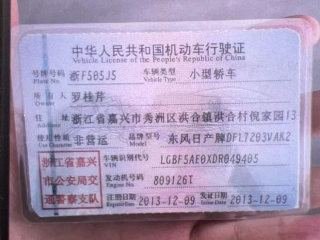 中华人民共和国机动车行驶证
Vehicle License of the People's Republic of China
号牌号码 浙F505J5 车辆类型 小型轿车
Plate No. Vehicle Type
所有人 罗桂芹
Owner
住址 浙江省嘉兴市秀洲区洪合镇洪合村倪家园13
使用性质 非营运 品牌型号 东风日产牌DFL7203VAK2
Use Character Model
浙江省嘉兴
市公安局交
通警察支队
车辆识别代号 LGBF5AE0XDR049405
VIN
发动机号码 809126T
Engine No.
注册日期 2013-12-09 发证日期 2013-12-09
Register Date Issue Date